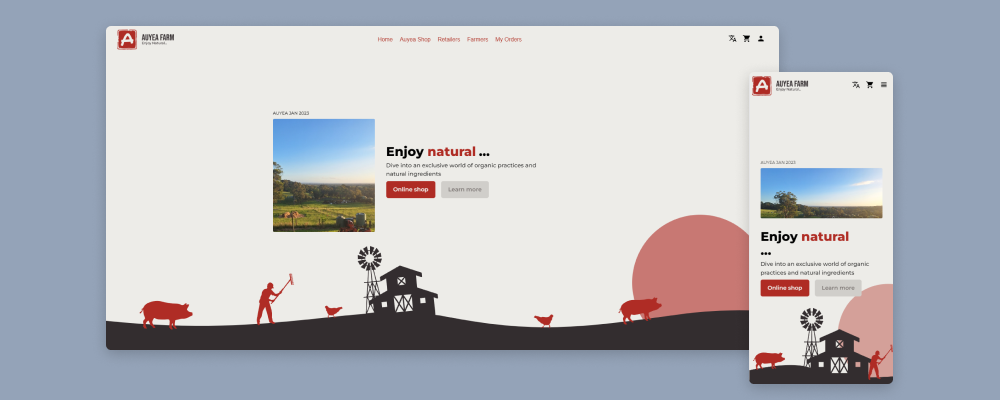 AUYEA FARM
Enjoy Natural...
Home Auyea Shop Retailers Farmers My Orders
AUYEA JAN 2023
Enjoy natural ...
Dive into an exclusive world of organic practices and
natural ingredients
Online shop Learn more
AUYEA FARM
Enjoy Natural...
AUYEA JAN 2023
Enjoy natural
...
Dive into an exclusive world of organic
practices and natural ingredients
Online shop Learn more